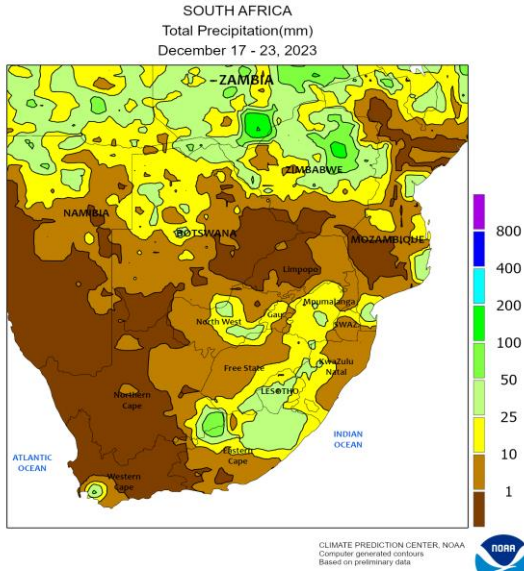 SOUTH AFRICA
Total Precipitation(mm)
December 17 - 23, 2023
ZAMBIA
ZIMBABWE
NAMIBIA
BOTSWANA
MOZAMBIQUE
Limpopo
Mpumalanga
Gau
North West
SWAZ.
Free State
KwaZulu
Natal
LESOTHO
Northern
Cape
Eastern
Cape
Western
Cape
ATLANTIC
OCEAN
INDIAN
OCEAN
800
400
200
100
50
25
10
1
CLIMATE PREDICTION CENTER, NOAA
Computer generated contours
Based on preliminary data
NOAA